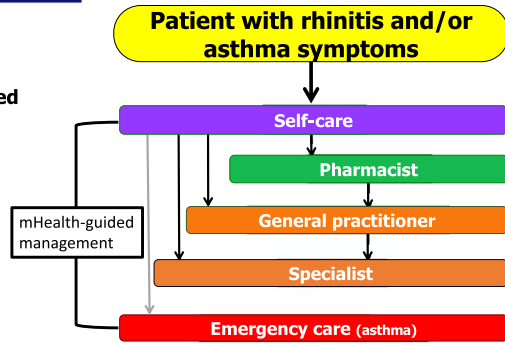 Patient with rhinitis and/or
asthma symptoms
ed
Self-care
Pharmacist
mHealth-guided
management
General practitioner
Specialist
Emergency care (asthma)